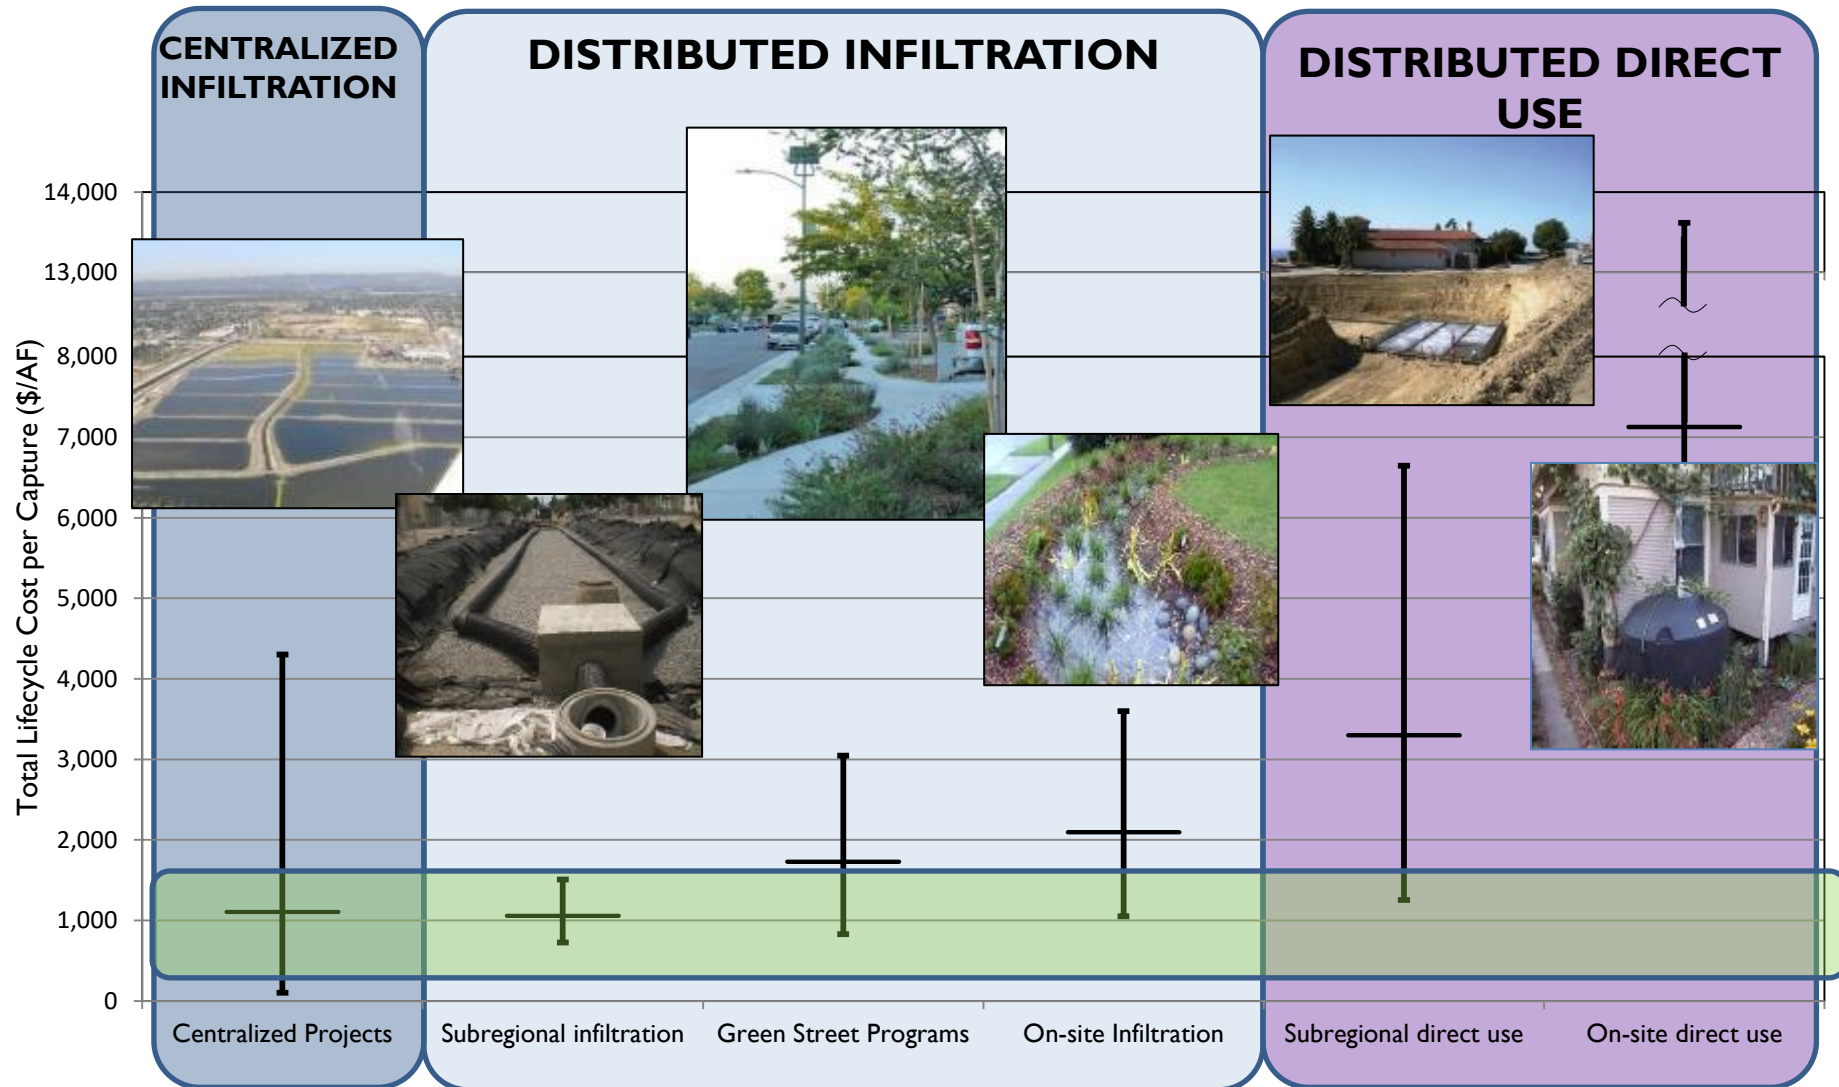 CENTRALIZED
INFILTRATION
DISTRIBUTED INFILTRATION
DISTRIBUTED DIRECT
USE
Total Lifecycle Cost per Capture ($/AF)
14,000
13,000
8,000
7,000
6,000
5,000
4,000
3,000
2,000
1,000
0
Centralized Projects
Subregional infiltration
Green Street Programs
On-site Infiltration
Subregional direct use
On-site direct use